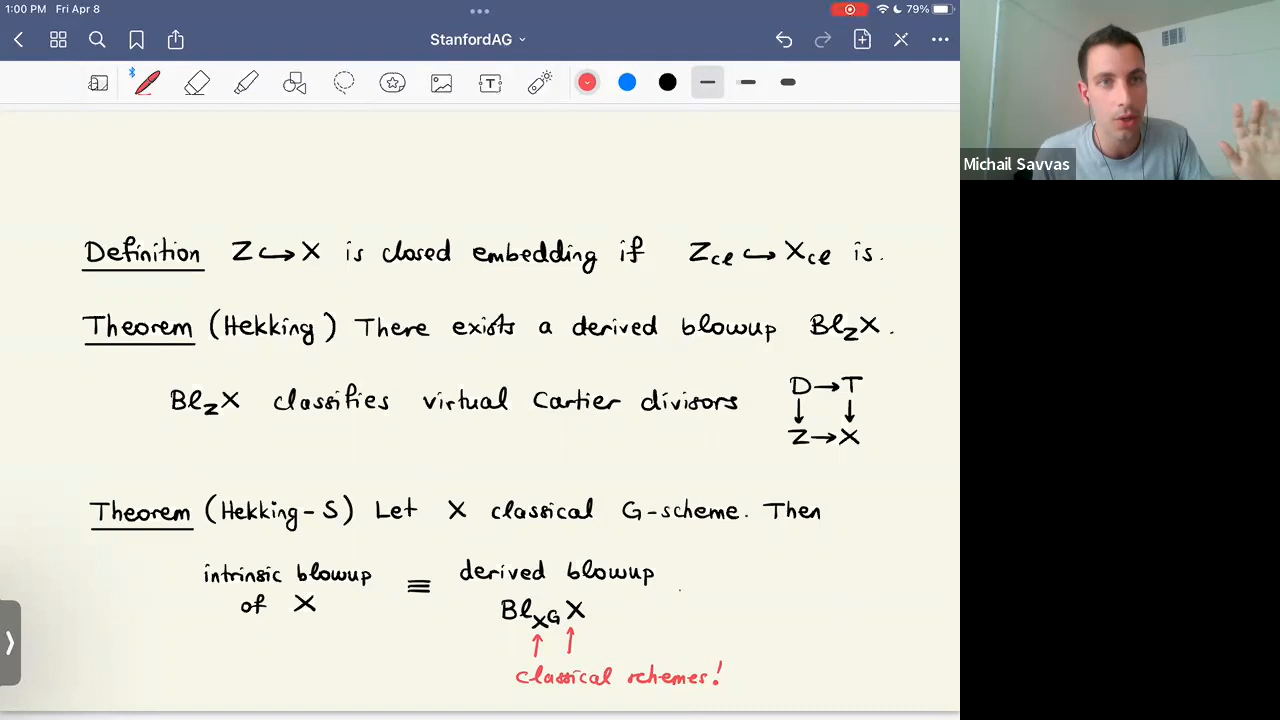 1:00 PM Fri Apr 8
79%
StanfordAG
Michail Savvas
Definition Z ↪ X is closed embedding if Z_cl ↪ X_cl is.
Theorem (Hekking) There exists a derived blowup Bl_Z X.
Bl_Z X classifies virtual Cartier divisors D → T
↓ ↓
Z → X
Theorem (Hekking-S) Let X classical G-scheme. Then
intrinsic blowup of X ≡ derived blowup Bl_{X^G} X
↑ ↑
classical schemes!